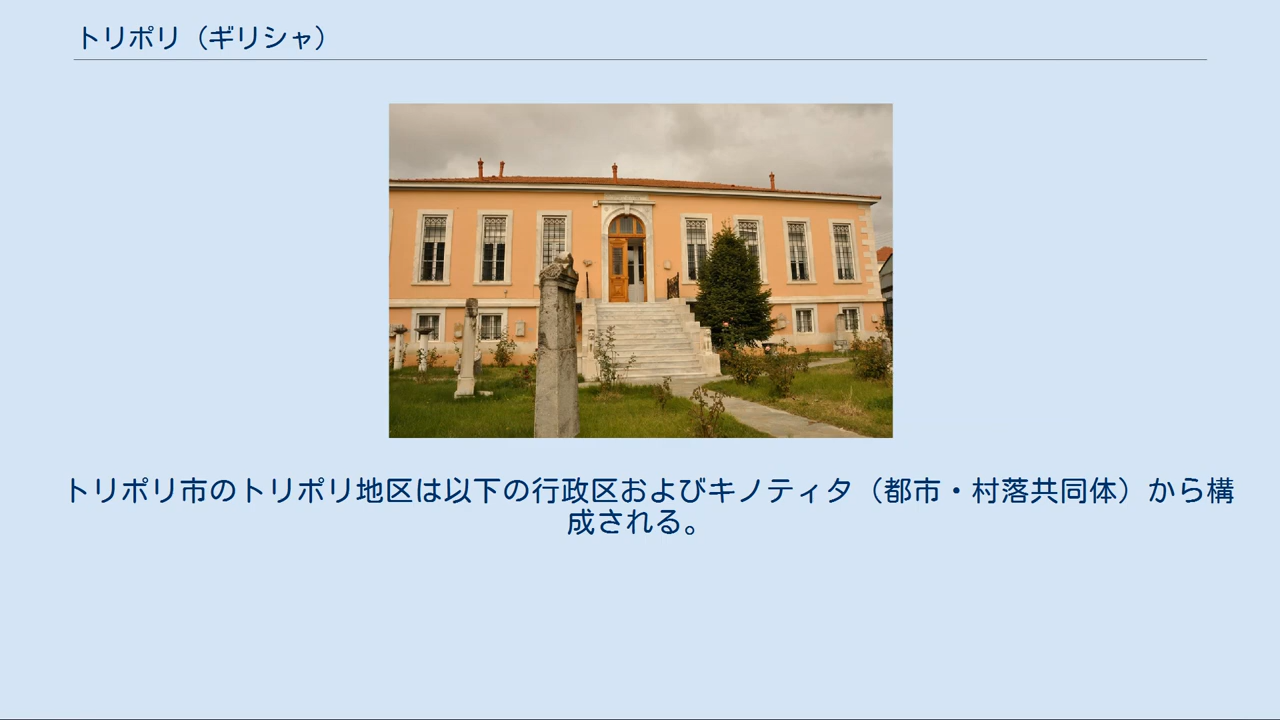 トリポリ（ギリシャ）
トリポリ市のトリポリ地区は以下の行政区およびキノティタ（都市・村落共同体）から構
成される。